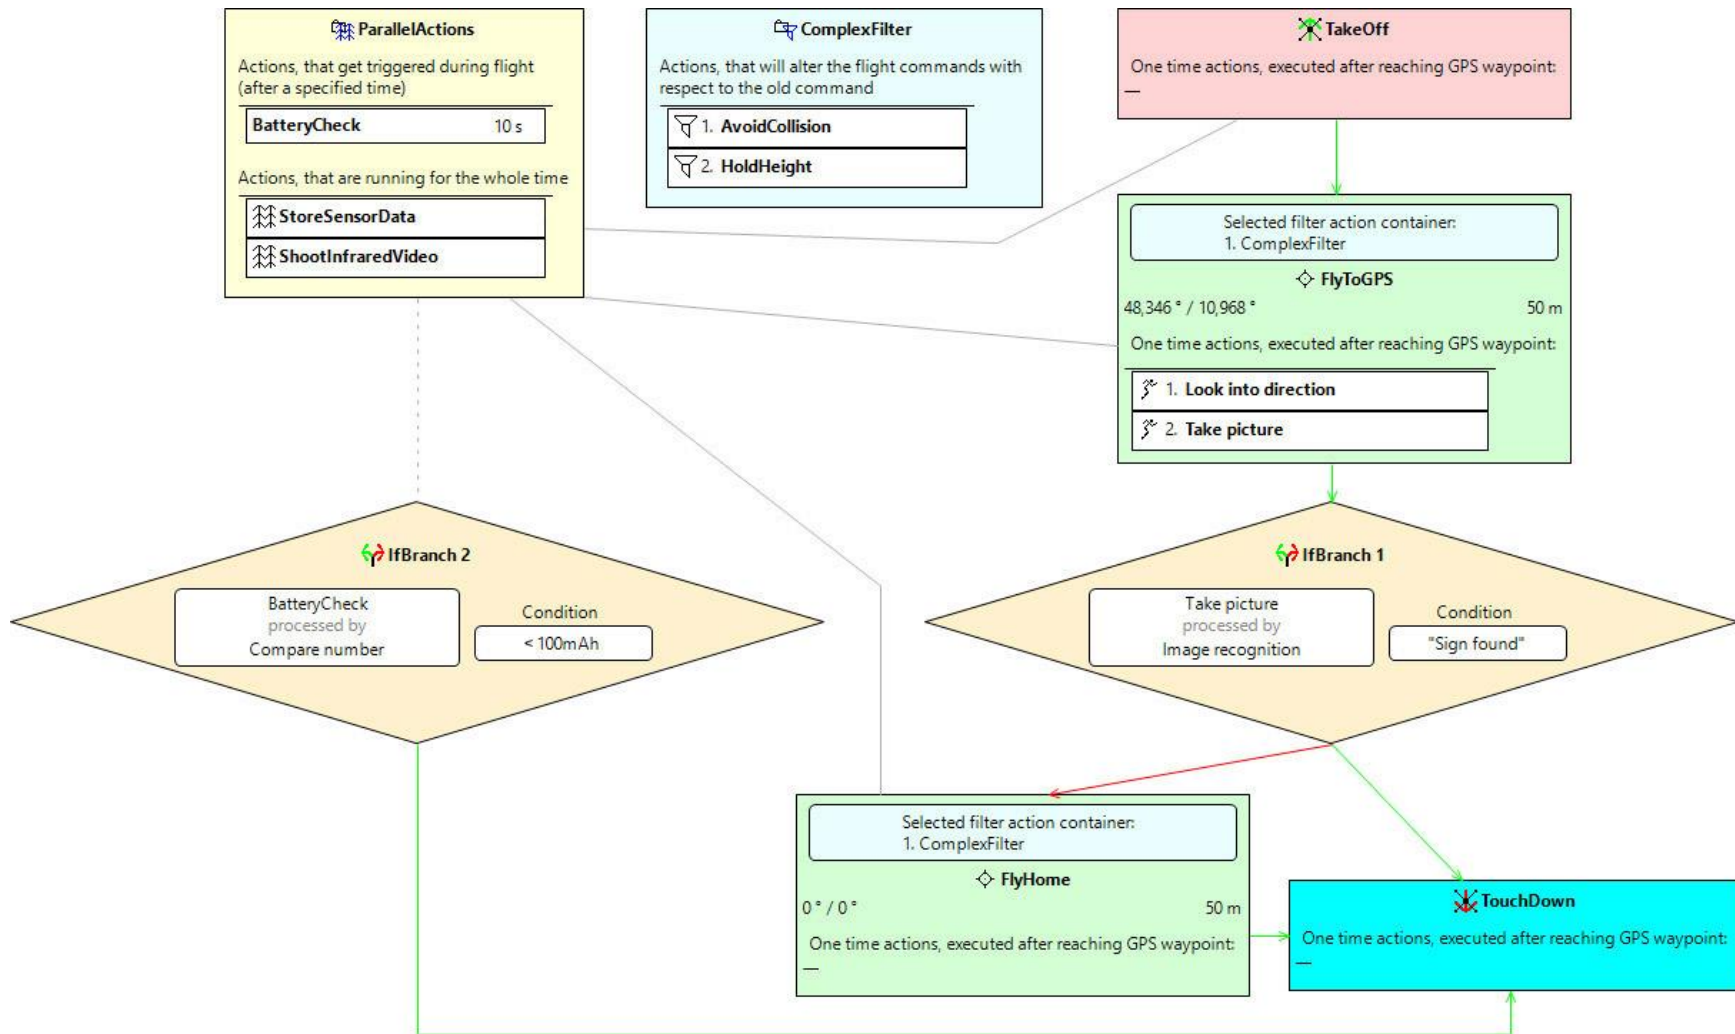 ParallelActions
Actions, that get triggered during flight
(after a specified time)
BatteryCheck 10 s
Actions, that are running for the whole time
StoreSensorData
ShootInfraredVideo
ComplexFilter
Actions, that will alter the flight commands with
respect to the old command
1. AvoidCollision
2. HoldHeight
TakeOff
One time actions, executed after reaching GPS waypoint:
—
Selected filter action container:
1. ComplexFilter
FlyToGPS
48,346 ° / 10,968 ° 50 m
One time actions, executed after reaching GPS waypoint:
1. Look into direction
2. Take picture
IfBranch 2
BatteryCheck
processed by
Compare number
Condition
< 100mAh
IfBranch 1
Take picture
processed by
Image recognition
Condition
"Sign found"
Selected filter action container:
1. ComplexFilter
FlyHome
0 ° / 0 ° 50 m
One time actions, executed after reaching GPS waypoint:
—
TouchDown
One time actions, executed after reaching GPS waypoint:
—